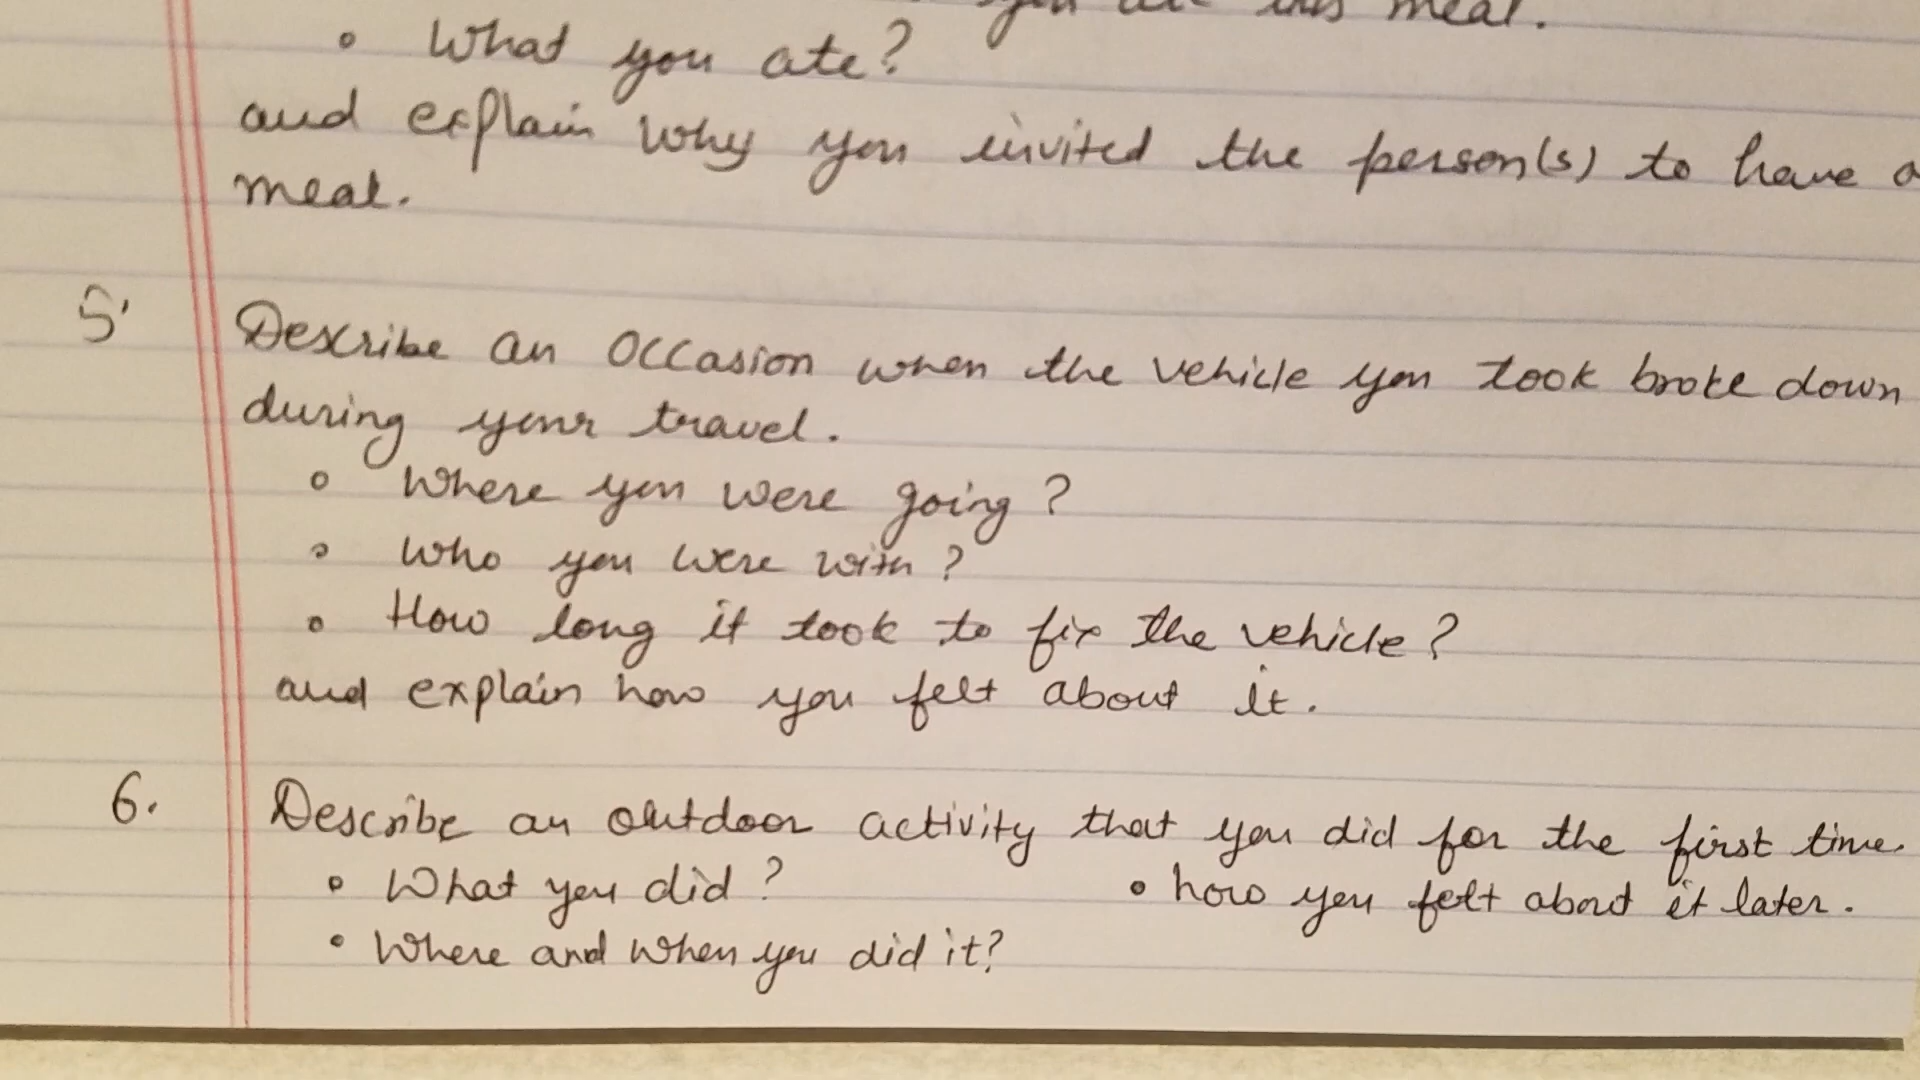 you ate this meal.
• What you ate?
and explain why you invited the person(s) to have a
meal.
5. Describe an occasion when the vehicle you took broke down
during your travel.
• Where you were going?
• Who you were with?
• How long it took to fix the vehicle?
and explain how you felt about it.
6. Describe an outdoor activity that you did for the first time.
• What you did? • how you felt about it later.
• Where and when you did it?